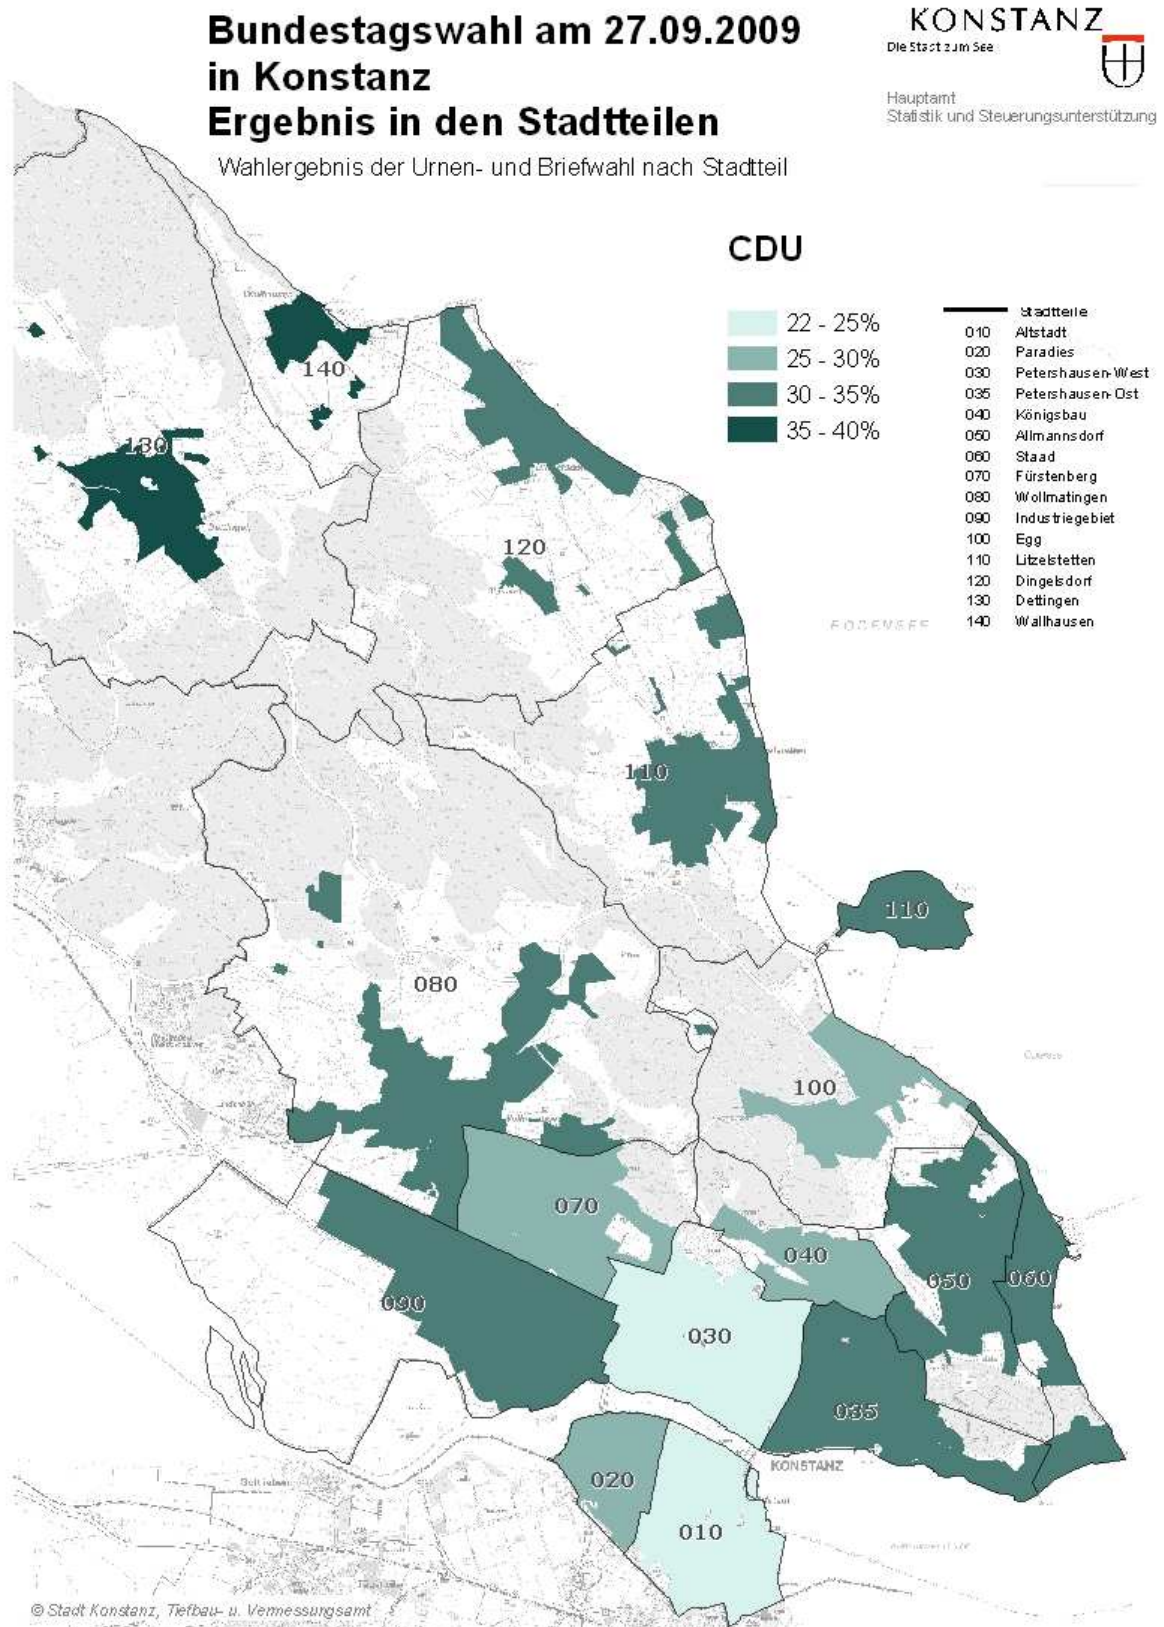 Bundestagswahl am 27.09.2009
in Konstanz
Ergebnis in den Stadtteilen
Wahlergebnis der Urnen- und Briefwahl nach Stadtteil
KONSTANZ
Die Stadt zum See
Hauptamt
Statistik und Steuerungsunterstützung
CDU
22 - 25%
25 - 30%
30 - 35%
35 - 40%
Stadtteile
010 Altstadt
020 Paradies
030 Petershausen-West
035 Petershausen-Ost
040 Königsbau
050 Allmannsdorf
060 Staad
070 Fürstenberg
080 Wollmatingen
090 Industriegebiet
100 Egg
110 Litzelstetten
120 Dingelsdorf
130 Dettingen
140 Wallhausen
140
130
120
BODENSEE
110
110
080
100
070
040
050
060
090
030
035
KONSTANZ
020
010
© Stadt Konstanz, Tiefbau- u. Vermessungsamt